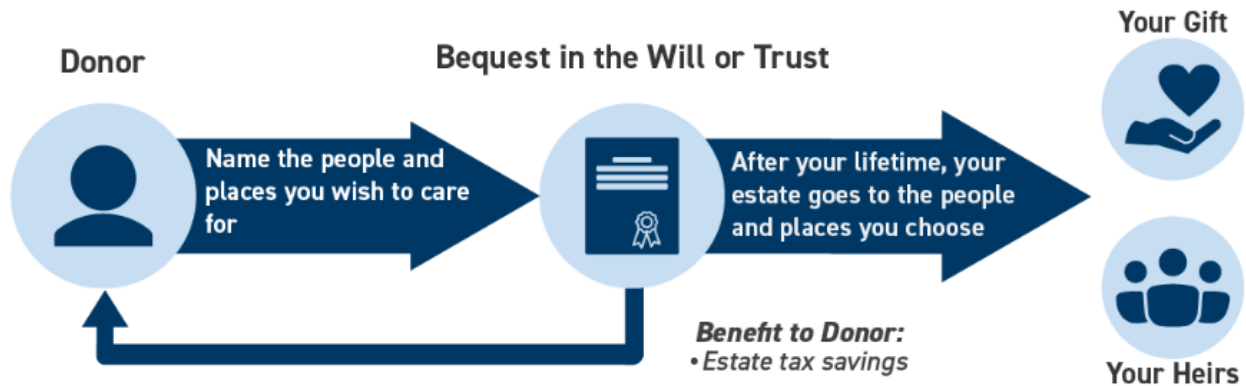 Donor
Bequest in the Will or Trust
Your Gift
Name the people and
places you wish to care
for
After your lifetime, your
estate goes to the people
and places you choose
Benefit to Donor:
• Estate tax savings
Your Heirs